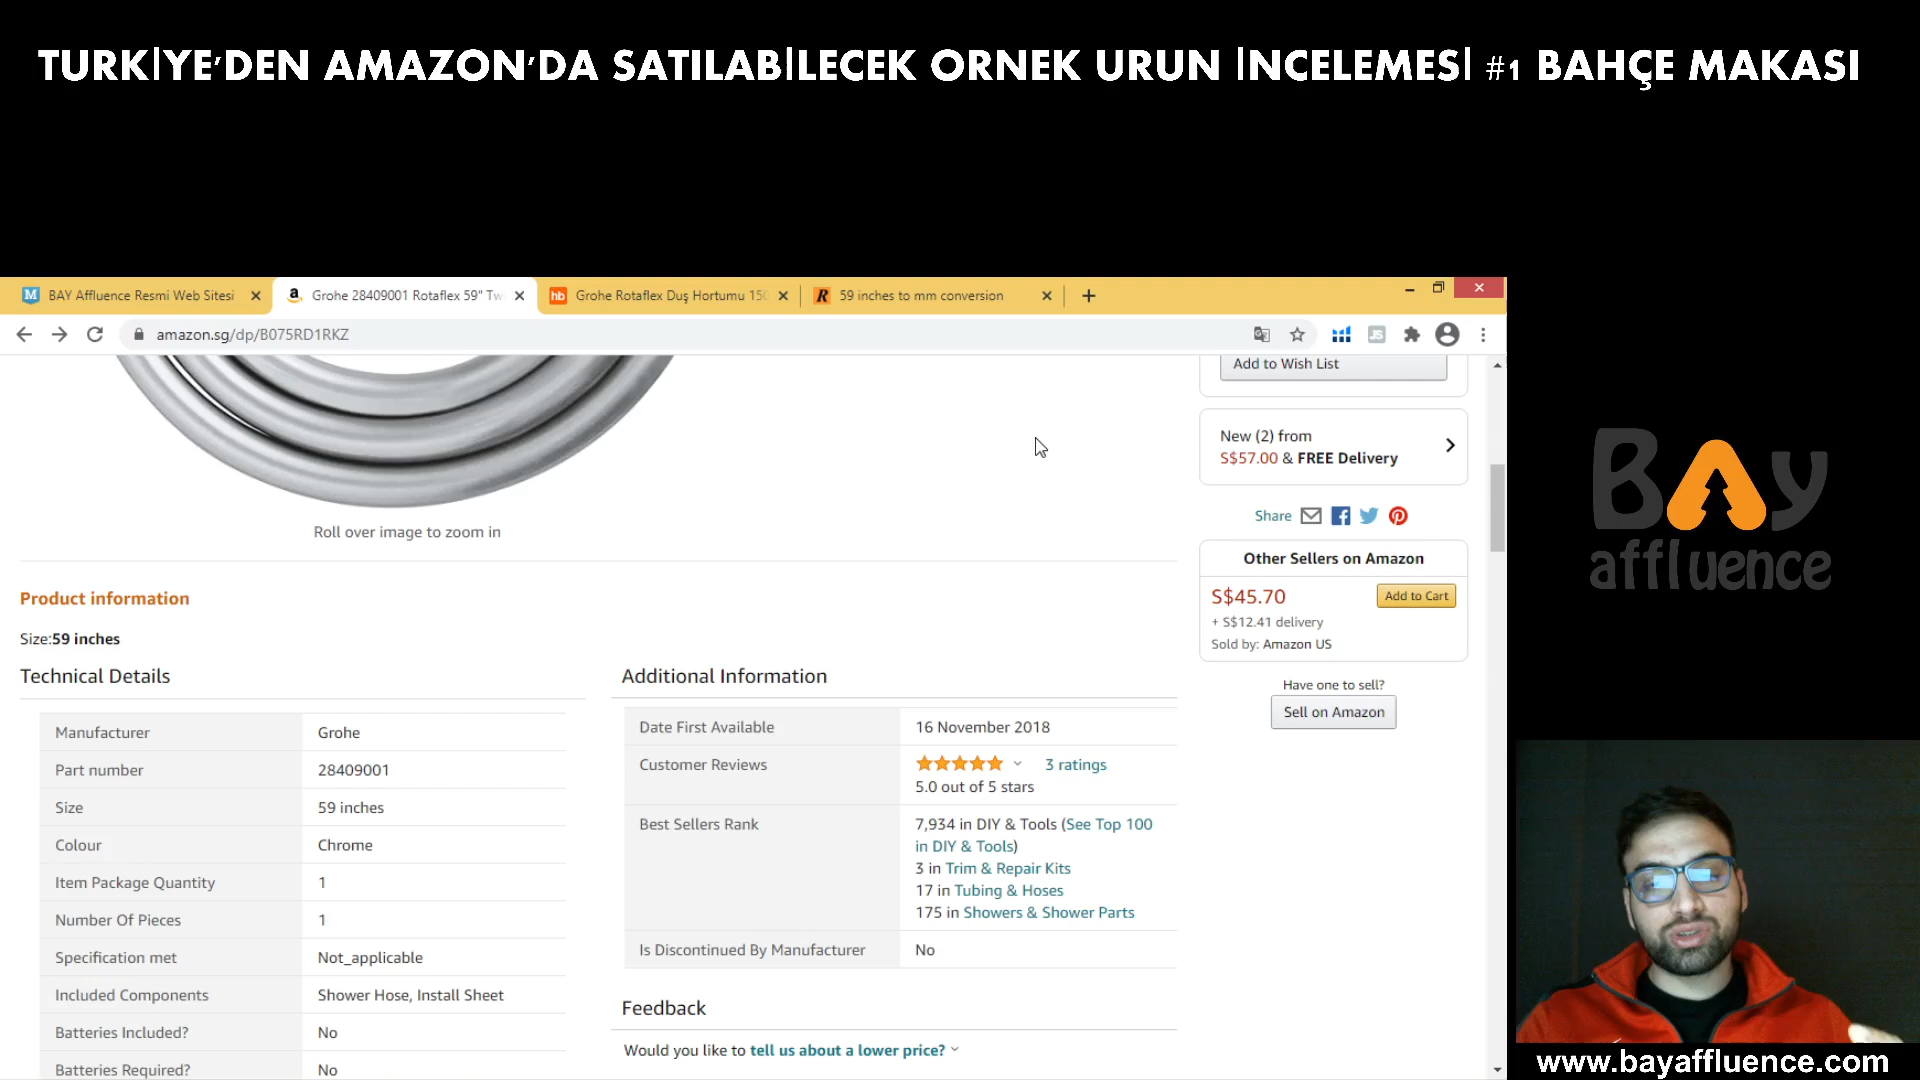 TURKİYE'DEN AMAZON'DA SATILABİLECEK ORNEK URUN İNCELEMESİ #1 BAHÇE MAKASI
BAY Affluence Resmi Web Sitesi
Grohe 28409001 Rotaflex 59" Tw
Grohe Rotaflex Duş Hortumu 150
59 inches to mm conversion
amazon.sg/dp/B075RD1RKZ
Add to Wish List
New (2) from
S$57.00 & FREE Delivery
Share
Roll over image to zoom in
Other Sellers on Amazon
S$45.70
Add to Cart
+ S$12.41 delivery
Sold by: Amazon US
Have one to sell?
Sell on Amazon
Product information
Size:59 inches
Technical Details
Manufacturer Grohe
Part number 28409001
Size 59 inches
Colour Chrome
Item Package Quantity 1
Number Of Pieces 1
Specification met Not_applicable
Included Components Shower Hose, Install Sheet
Batteries Included? No
Batteries Required? No
Additional Information
Date First Available 16 November 2018
Customer Reviews 3 ratings
5.0 out of 5 stars
Best Sellers Rank 7,934 in DIY & Tools (See Top 100
in DIY & Tools)
3 in Trim & Repair Kits
17 in Tubing & Hoses
175 in Showers & Shower Parts
Is Discontinued By Manufacturer No
Feedback
Would you like to tell us about a lower price?
BAy
affluence
www.bayaffluence.com